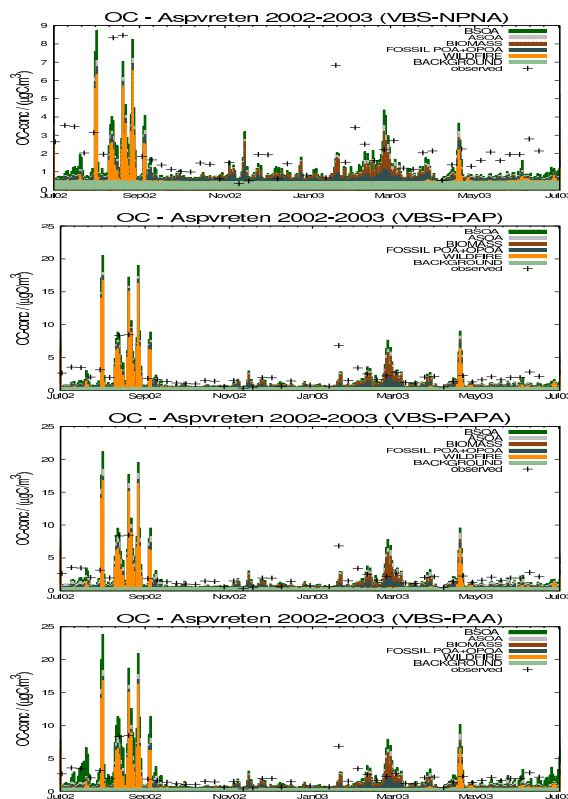 OC - Aspvreten 2002-2003 (VBS-NPNA)
OC-conc / (µgC/m³)
9
8
7
6
5
4
3
2
1
0
BSOA
ASOA
BIOMASS
FOSSIL POA+OPOA
WILDFIRE
BACKGROUND
observed
Jul02 Sep02 Nov02 Jan03 Mar03 May03 Jul03
OC - Aspvreten 2002-2003 (VBS-PAP)
OC-conc / (µgC/m³)
25
20
15
10
5
0
BSOA
ASOA
BIOMASS
FOSSIL POA+OPOA
WILDFIRE
BACKGROUND
observed
Jul02 Sep02 Nov02 Jan03 Mar03 May03 Jul03
OC - Aspvreten 2002-2003 (VBS-PAPA)
OC-conc / (µgC/m³)
25
20
15
10
5
0
BSOA
ASOA
BIOMASS
FOSSIL POA+OPOA
WILDFIRE
BACKGROUND
observed
Jul02 Sep02 Nov02 Jan03 Mar03 May03 Jul03
OC - Aspvreten 2002-2003 (VBS-PAA)
OC-conc / (µgC/m³)
25
20
15
10
5
0
BSOA
ASOA
BIOMASS
FOSSIL POA+OPOA
WILDFIRE
BACKGROUND
observed
Jul02 Sep02 Nov02 Jan03 Mar03 May03 Jul03